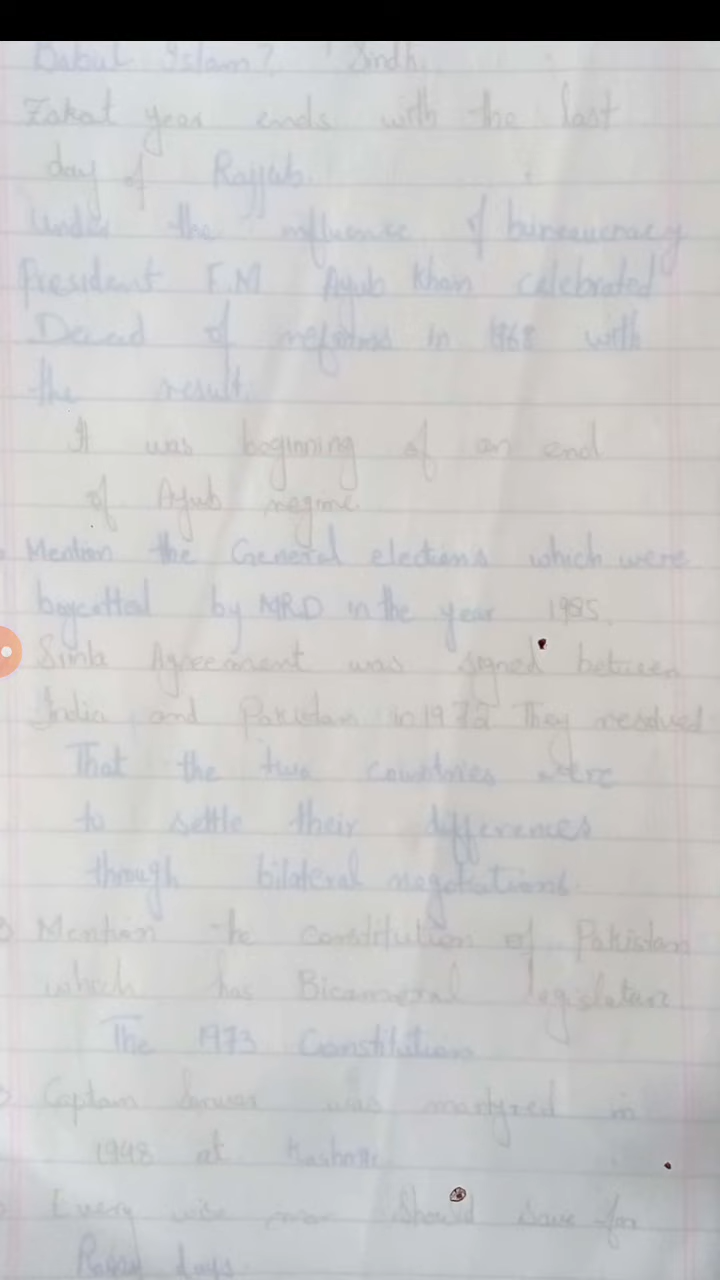 Babul Islam? Sindh.
Zakat year ends with the last
day of Rajjab.
Under the influence of bureaucracy
President F.M Ayub Khan celebrated
Decad of reforms in 1968 with
the result.
It was beginning of an end
of Ayub regime.
Mention the General elections which were
boycottal by MRD in the year 1985.
Simla Agreement was signed between
India and Pakistan in 1972 They resolved
That the two countries were
to settle their differences
through bilateral negotiations.
Mention the constitution of Pakistan
which has Bicameral legislature
The 1973 Constitution
Captain Sarwar was martyred in
1948 at
Every wise man should save for
Rainy days.